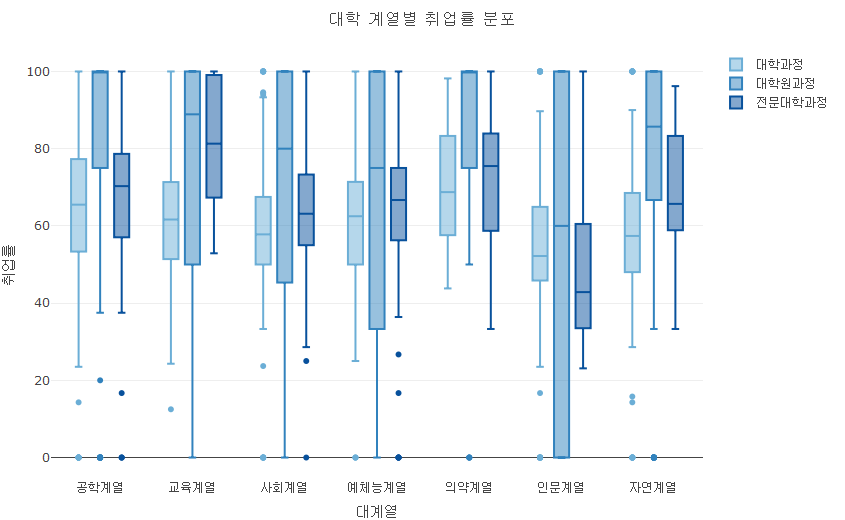 대학 계열별 취업률 분포
대학과정
대학원과정
전문대학과정
100
80
60
40
20
0
취업률
공학계열 교육계열 사회계열 예체능계열 의약계열 인문계열 자연계열
대계열